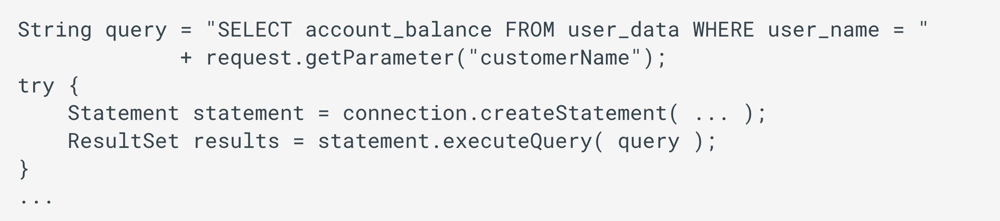 String query = "SELECT account_balance FROM user_data WHERE user_name = "
             + request.getParameter("customerName");
try {
    Statement statement = connection.createStatement( ... );
    ResultSet results = statement.executeQuery( query );
}
...